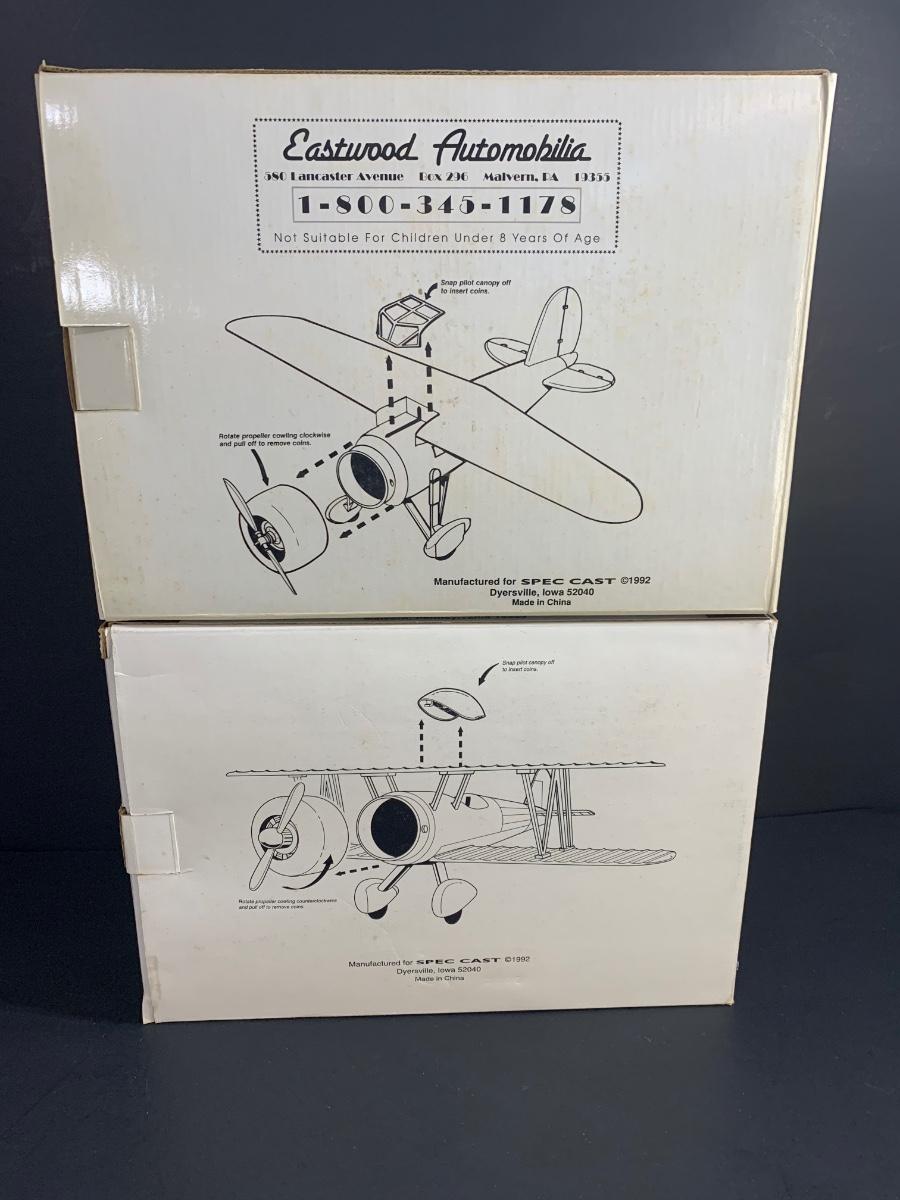 Eastwood Automobilia
580 Lancaster Avenue Box 296 Malvern, PA 19355
1-800-345-1178
Not Suitable For Children Under 8 Years Of Age
Snap pilot canopy off
to insert coins.
Rotate propeller cowling clockwise
and pull off to remove coins.
Manufactured for SPEC CAST ©1992
Dyersville, Iowa 52040
Made in China
Snap pilot canopy off
to insert coins.
Rotate propeller cowling counterclockwise
and pull off to remove coins.
Manufactured for SPEC CAST ©1992
Dyersville, Iowa 52040
Made in China